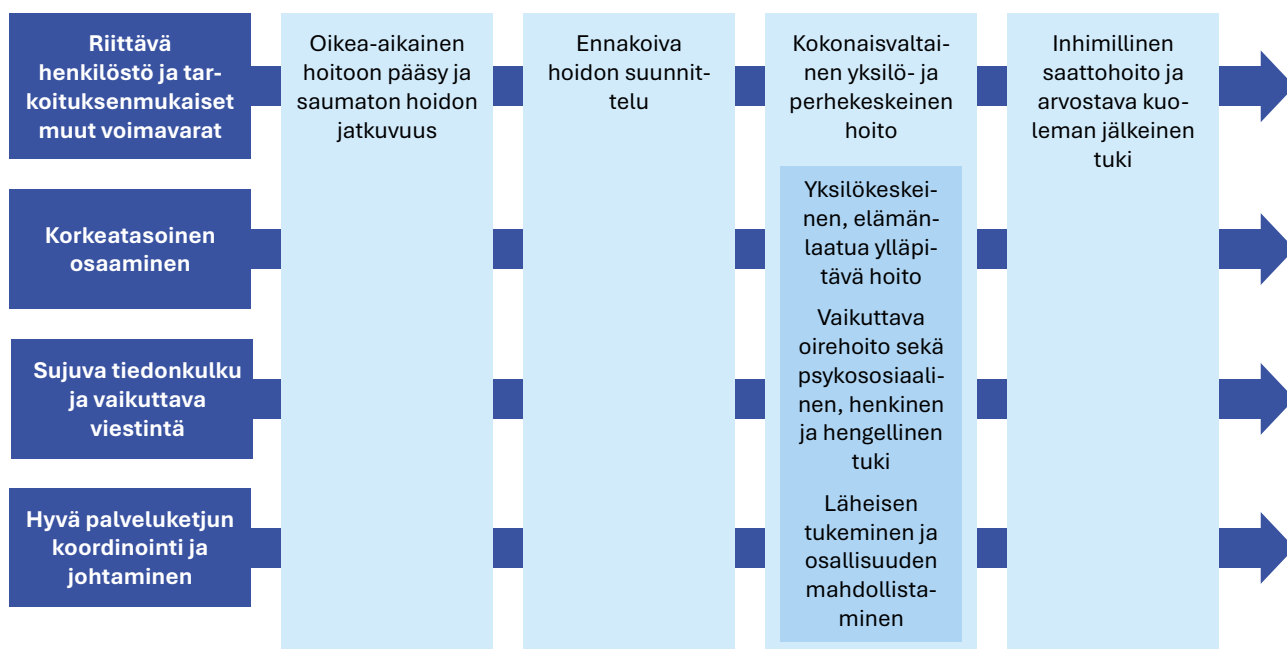 Riittävä
henkilöstö ja tar-
koituksenmukaiset
muut voimavarat
Oikea-aikainen
hoitoon pääsy ja
saumaton hoidon
jatkuvuus
Ennakoiva
hoidon suunnit-
telu
Kokonaisvaltai-
nen yksilö- ja
perhekeskeinen
hoito
Inhimillinen
saattohoito ja
arvostava kuo-
leman jälkeinen
tuki
Korkeatasoinen
osaaminen
Yksilökeskei-
nen, elämän-
laatua ylläpi-
tävä hoito
Sujuva tiedonkulku
ja vaikuttava
viestintä
Vaikuttava
oirehoito sekä
psykososiaali-
nen, henkinen
ja hengellinen
tuki
Hyvä palveluketjun
koordinointi ja
johtaminen
Läheisen
tukeminen ja
osallisuuden
mahdollista-
minen